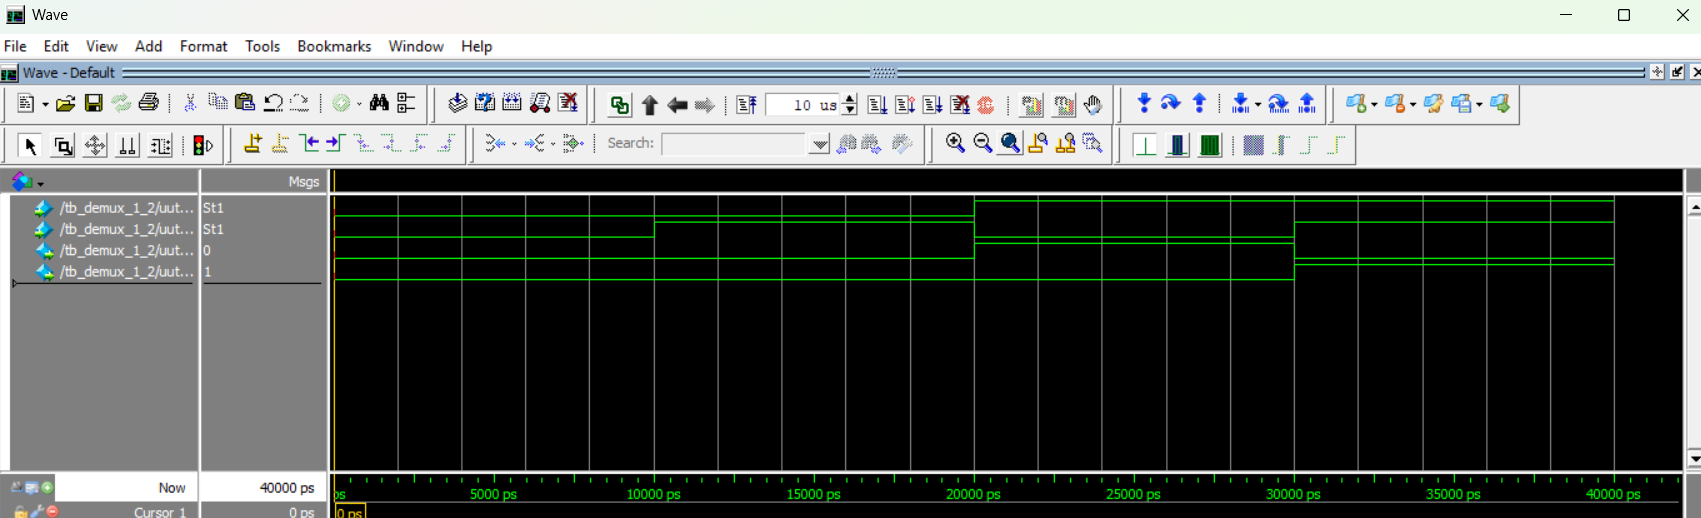 Wave
File Edit View Add Format Tools Bookmarks Window Help
Wave - Default
10 us
Search:
Msgs
/tb_demux_1_2/uut... St1
/tb_demux_1_2/uut... St1
/tb_demux_1_2/uut... 0
/tb_demux_1_2/uut... 1
Now 40000 ps
ps 5000 ps 10000 ps 15000 ps 20000 ps 25000 ps 30000 ps 35000 ps 40000 ps
Cursor 1 0 ps
0 ps